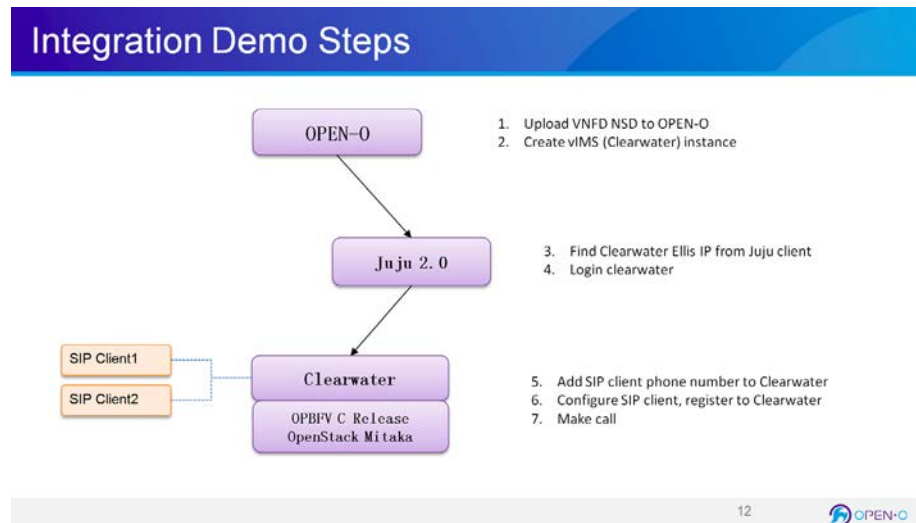 Integration Demo Steps
OPEN-O
1. Upload VNFD NSD to OPEN-O
2. Create vIMS (Clearwater) instance
Juju 2.0
3. Find Clearwater Ellis IP from Juju client
4. Login clearwater
SIP Client1
SIP Client2
Clearwater
OPBFV C Release
OpenStack Mitaka
5. Add SIP client phone number to Clearwater
6. Configure SIP client, register to Clearwater
7. Make call
12
OPEN-O